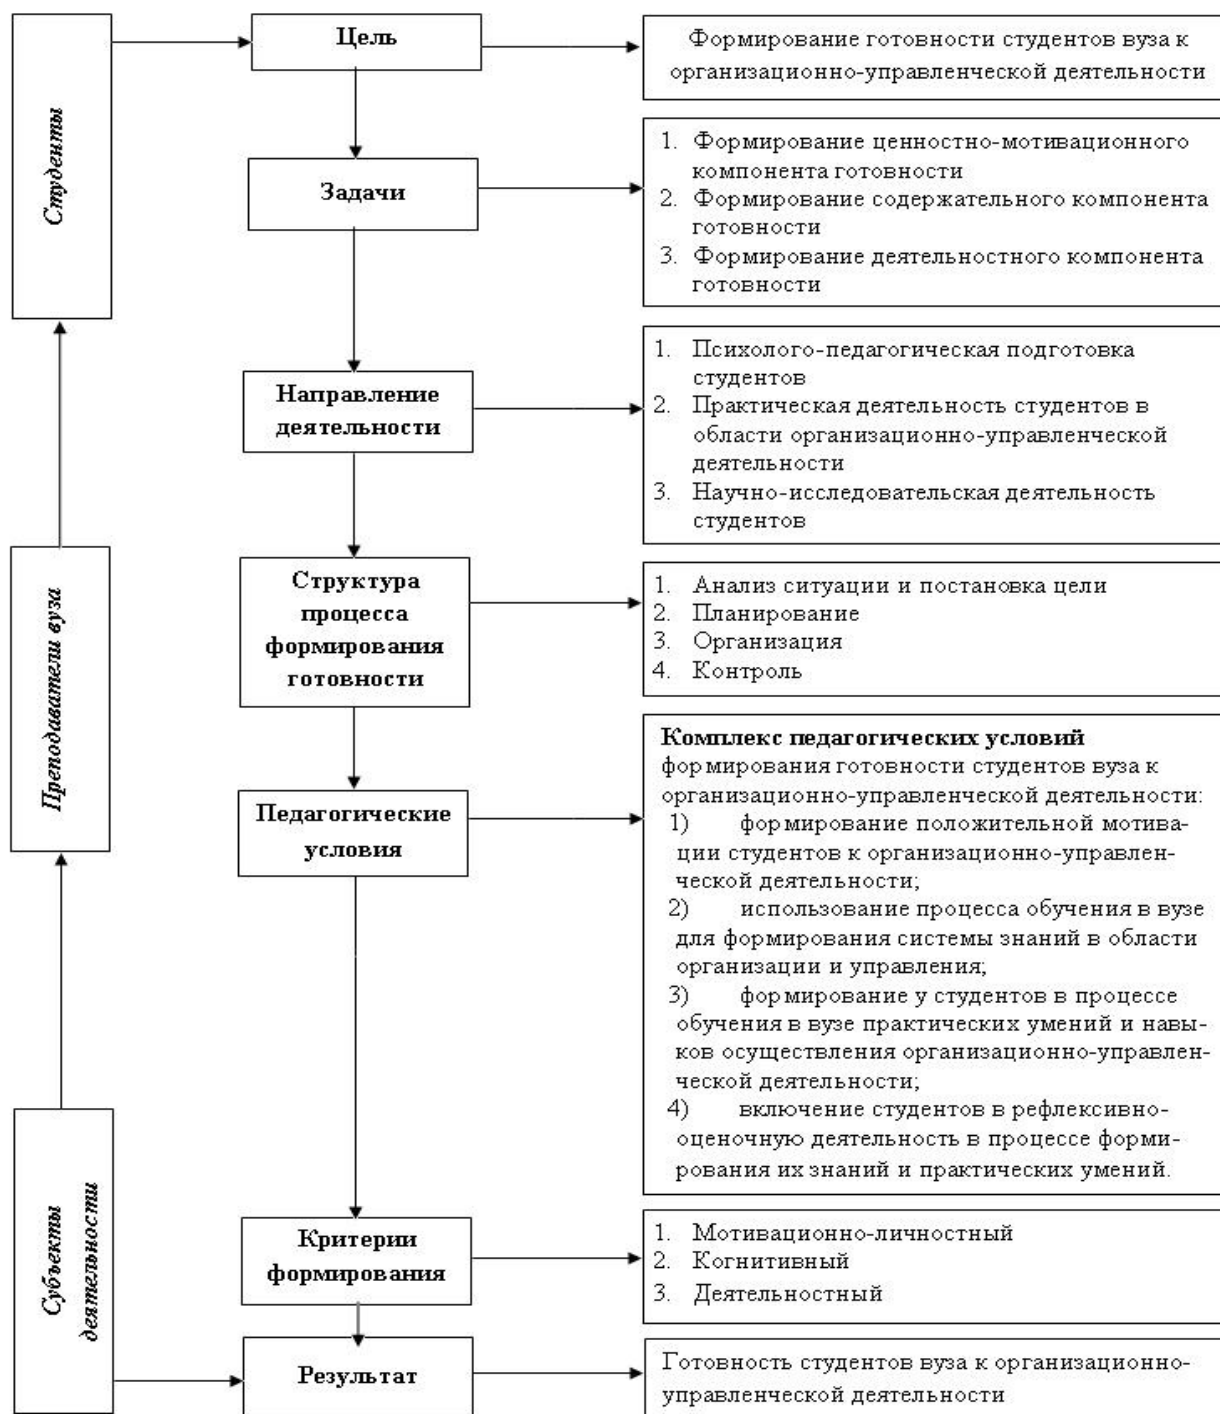 Студенты
Преподаватели вуза
Субъекты
деятельности
Цель
Формирование готовности студентов вуза к
организационно-управленческой деятельности
Задачи
1. Формирование ценностно-мотивационного
компонента готовности
2. Формирование содержательного компонента
готовности
3. Формирование деятельностного компонента
готовности
Направление
деятельности
1. Психолого-педагогическая подготовка
студентов
2. Практическая деятельность студентов в
области организационно-управленческой
деятельности
3. Научно-исследовательская деятельность
студентов
Структура
процесса
формирования
готовности
1. Анализ ситуации и постановка цели
2. Планирование
3. Организация
4. Контроль
Педагогические
условия
Комплекс педагогических условий
формирования готовности студентов вуза к
организационно-управленческой деятельности:
1) формирование положительной мотива-
ции студентов к организационно-управлен-
ческой деятельности;
2) использование процесса обучения в вузе
для формирования системы знаний в области
организации и управления;
3) формирование у студентов в процессе
обучения в вузе практических умений и навы-
ков осуществления организационно-управлен-
ческой деятельности;
4) включение студентов в рефлексивно-
оценочную деятельность в процессе форми-
рования их знаний и практических умений.
Критерии
формирования
1. Мотивационно-личностный
2. Когнитивный
3. Деятельностный
Результат
Готовность студентов вуза к организационно-
управленческой деятельности